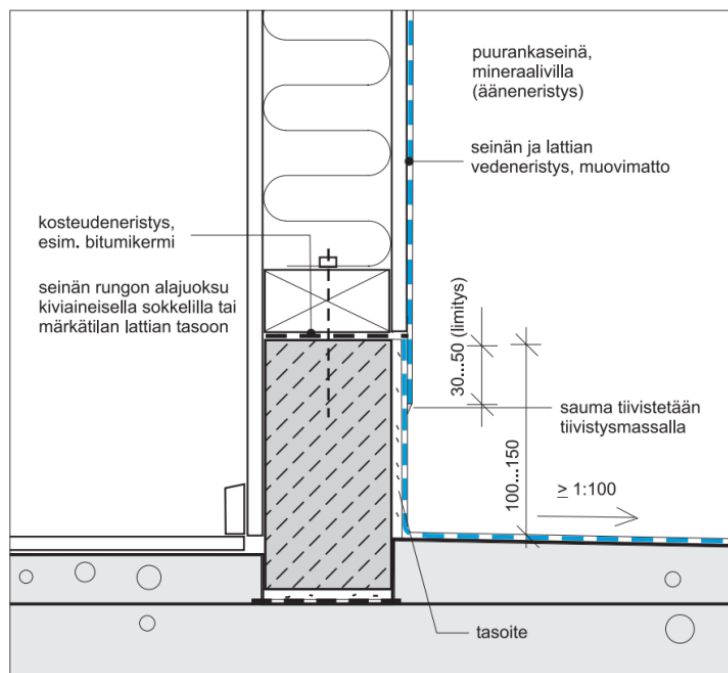 puurankaseinä,
mineraalivilla
(ääneneristys)
seinän ja lattian
vedeneristys, muovimatto
kosteudeneristys,
esim. bitumikermi
seinän rungon alajuoksu
kiviaineisella sokkelilla tai
märkätilan lattian tasoon
30...50 (limitys)
sauma tiivistetään
tiivistysmassalla
100...150
≥ 1:100
tasoite